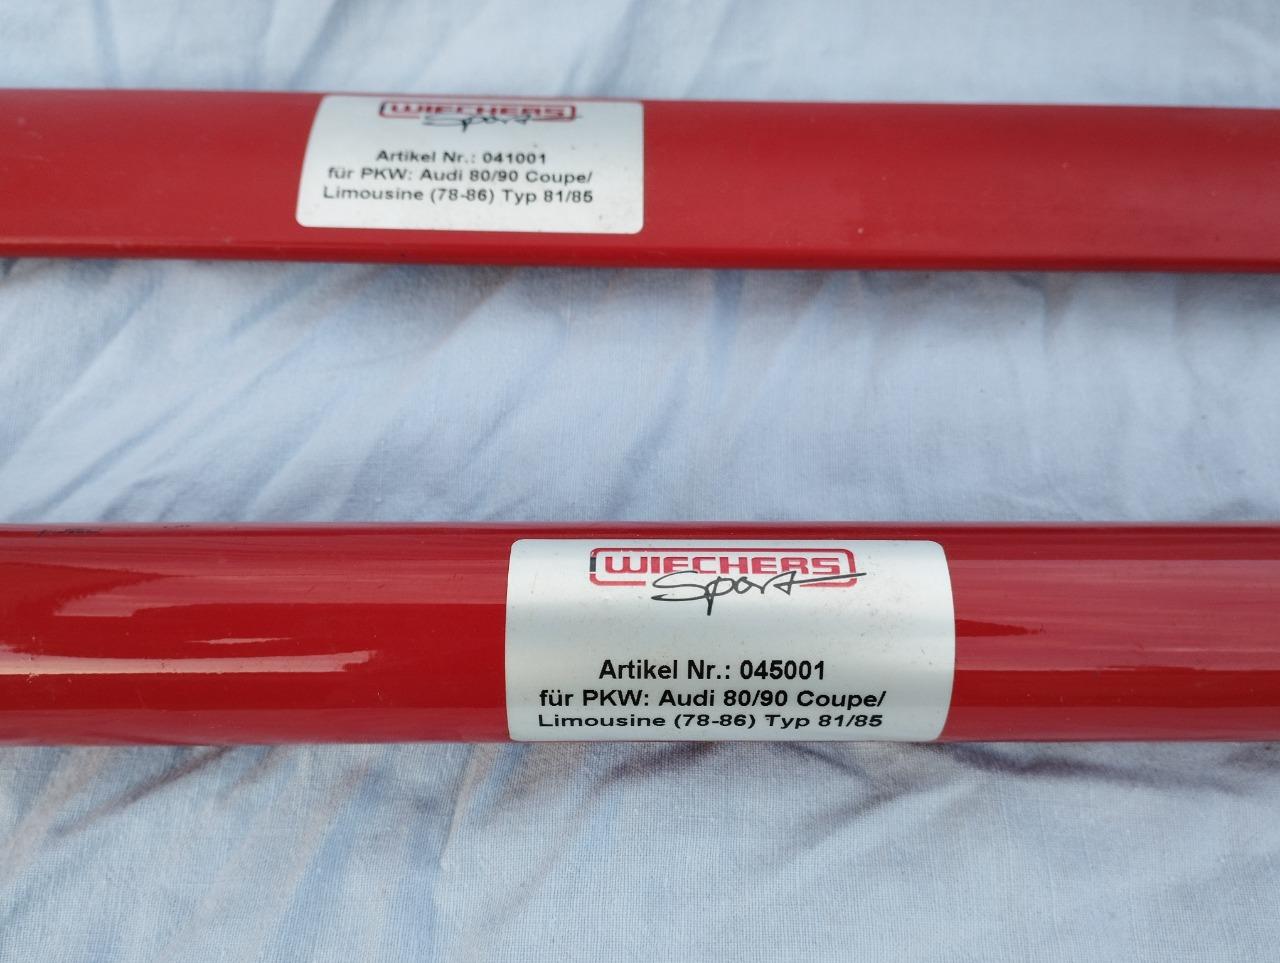 WIECHERS
Sport
Artikel Nr.: 041001
für PKW: Audi 80/90 Coupe/
Limousine (78-86) Typ 81/85
WIECHERS
Sport
Artikel Nr.: 045001
für PKW: Audi 80/90 Coupe/
Limousine (78-86) Typ 81/85